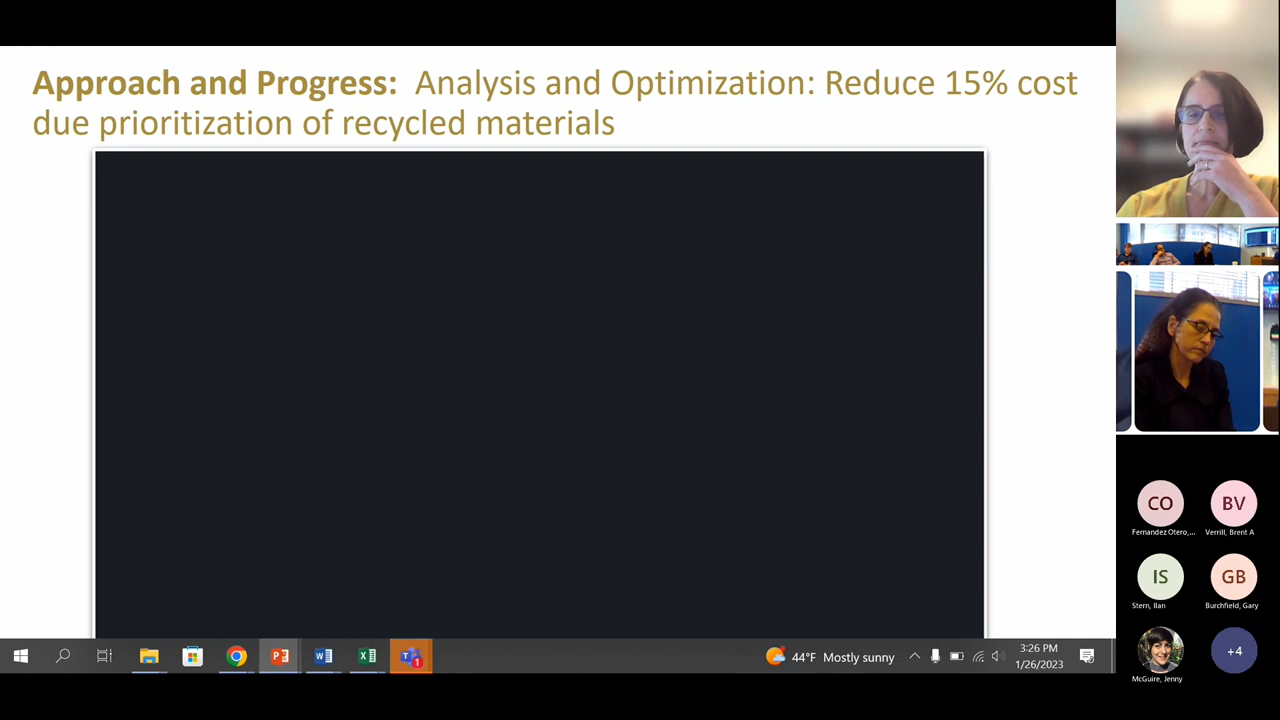 Approach and Progress: Analysis and Optimization: Reduce 15% cost
due prioritization of recycled materials
CO
BV
Fernandez Otero,...
Verrill, Brent A
IS
GB
Stern, Ilan
Burchfield, Gary
McGuire, Jenny
+4
1
44°F Mostly sunny
3:26 PM
1/26/2023